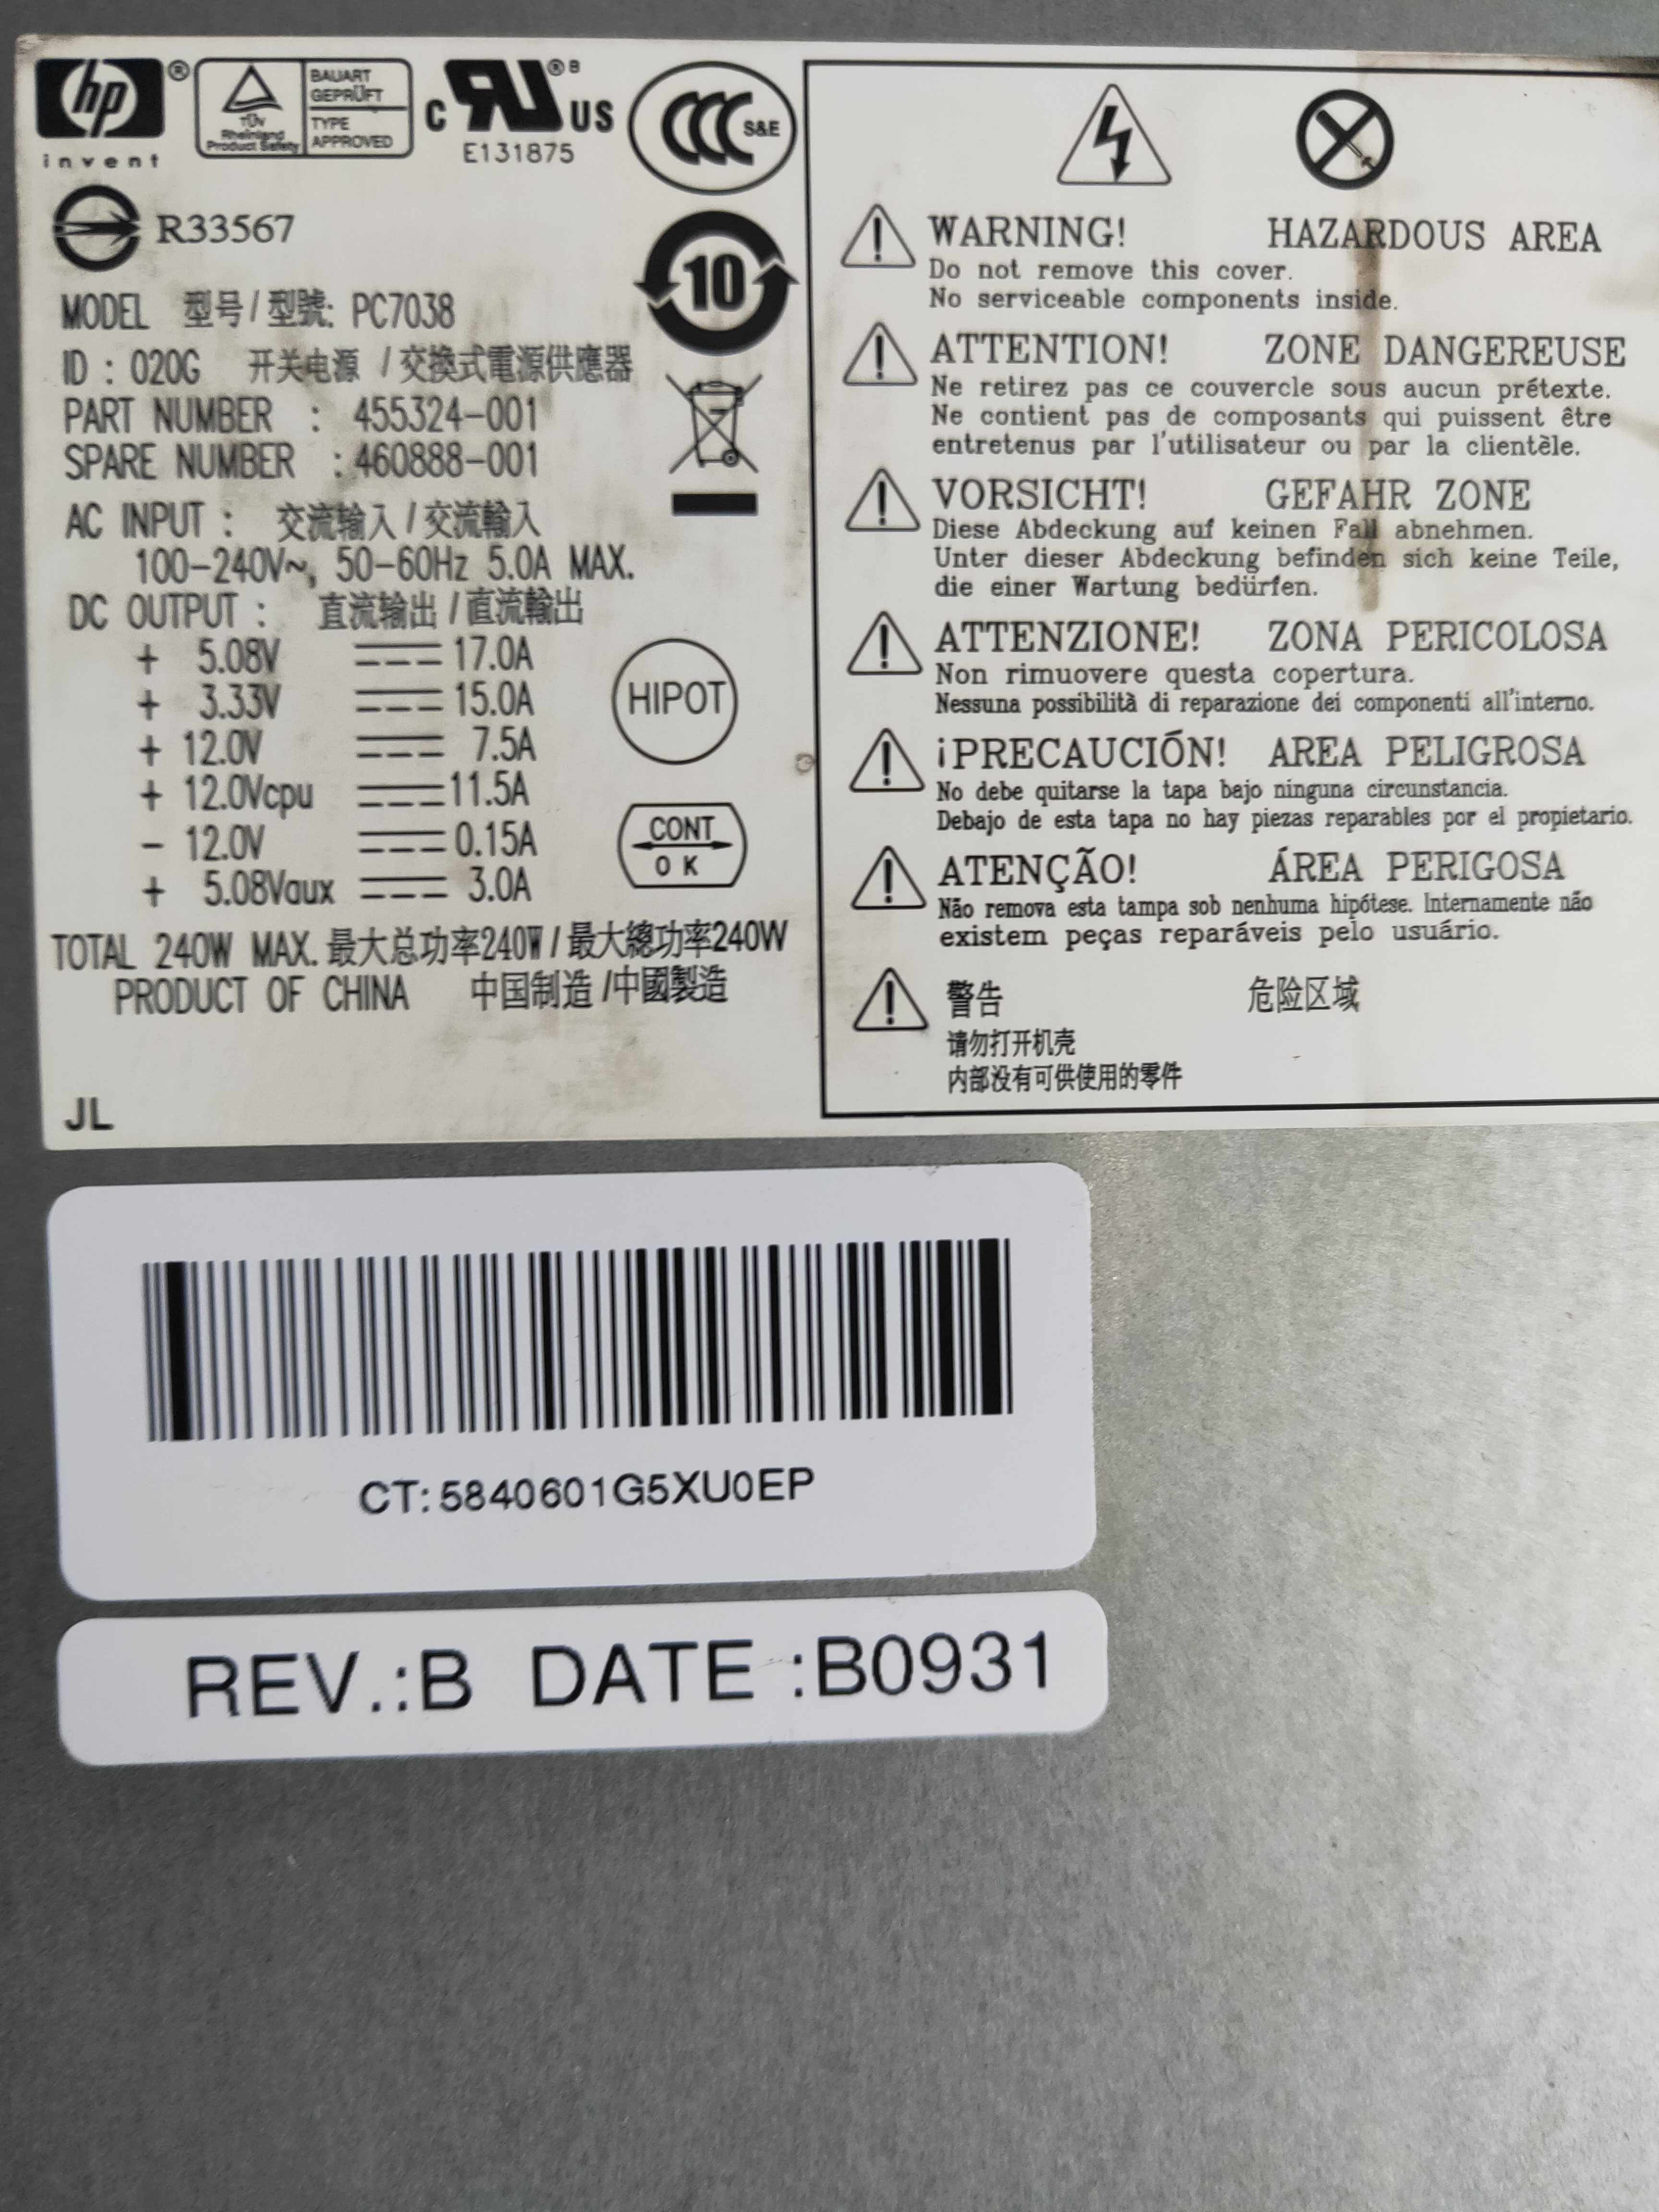 hp ®
invent
TÜV
Rheinland
Product Safety
BAUART
GEPRÜFT
TYPE
APPROVED
C RU ® B US
E131875
CCC S&E
R33567
10
MODEL 型号/型號: PC7038
ID : 020G 开关电源 /交換式電源供應器
PART NUMBER : 455324-001
SPARE NUMBER :460888-001
AC INPUT : 交流输入/交流輸入
100-240V~, 50-60Hz 5.0A MAX.
DC OUTPUT : 直流输出/直流輸出
+ 5.08V 17.0A
+ 3.33V 15.0A
+ 12.0V 7.5A
+ 12.0Vcpu 11.5A
- 12.0V 0.15A
+ 5.08Vaux 3.0A
HIPOT
CONT
OK
TOTAL 240W MAX.最大总功率240W/最大總功率240W
PRODUCT OF CHINA 中国制造/中國製造
JL
WARNING! HAZARDOUS AREA
Do not remove this cover.
No serviceable components inside.
ATTENTION! ZONE DANGEREUSE
Ne retirez pas ce couvercle sous aucun prétexte.
Ne contient pas de composants qui puissent être
entretenus par l'utilisateur ou par la clientèle.
VORSICHT! GEFAHR ZONE
Diese Abdeckung auf keinen Fall abnehmen.
Unter dieser Abdeckung befinden sich keine Teile,
die einer Wartung bedürfen.
ATTENZIONE! ZONA PERICOLOSA
Non rimuovere questa copertura.
Nessuna possibilità di reparazione dei componenti all'interno.
¡PRECAUCIÓN! AREA PELIGROSA
No debe quitarse la tapa bajo ninguna circunstancia.
Debajo de esta tapa no hay piezas reparables por el propietario.
ATENÇÃO! ÁREA PERIGOSA
Não remova esta tampa sob nenhuma hipótese. Internamente não
existem peças reparáveis pelo usuário.
警告 危险区域
请勿打开机壳
内部没有可供使用的零件
CT:5840601G5XU0EP
REV.:B DATE :B0931